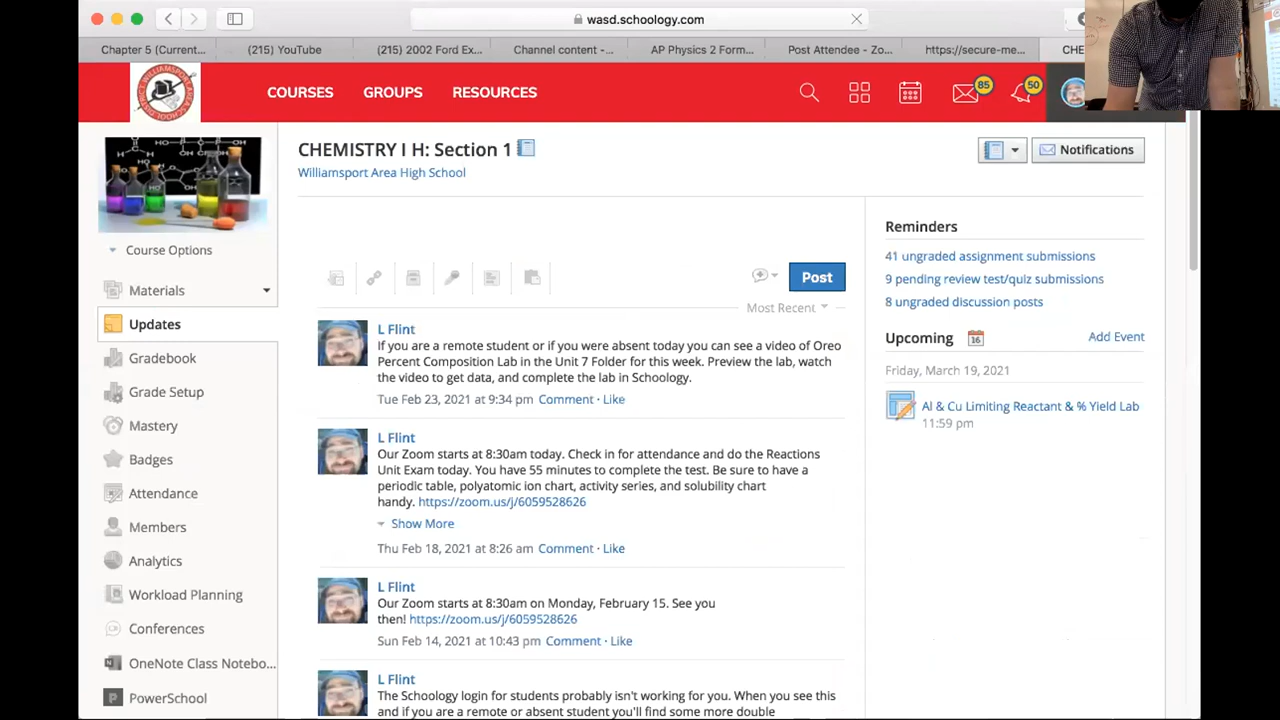 wasd.schoology.com
Chapter 5 (Current...
(215) YouTube
(215) 2002 Ford Ex...
Channel content -...
AP Physics 2 Form...
Post Attendee - Zo...
https://secure-me...
CHE
COURSES
GROUPS
RESOURCES
85
50
CHEMISTRY I H: Section 1
Williamsport Area High School
Notifications
Course Options
Materials
Updates
Gradebook
Grade Setup
Mastery
Badges
Attendance
Members
Analytics
Workload Planning
Conferences
OneNote Class Notebo...
PowerSchool
Post
Most Recent
L Flint
If you are a remote student or if you were absent today you can see a video of Oreo
Percent Composition Lab in the Unit 7 Folder for this week. Preview the lab, watch
the video to get data, and complete the lab in Schoology.
Tue Feb 23, 2021 at 9:34 pm Comment · Like
L Flint
Our Zoom starts at 8:30am today. Check in for attendance and do the Reactions
Unit Exam today. You have 55 minutes to complete the test. Be sure to have a
periodic table, polyatomic ion chart, activity series, and solubility chart
handy. https://zoom.us/j/6059528626
Show More
Thu Feb 18, 2021 at 8:26 am Comment · Like
L Flint
Our Zoom starts at 8:30am on Monday, February 15. See you
then! https://zoom.us/j/6059528626
Sun Feb 14, 2021 at 10:43 pm Comment · Like
L Flint
The Schoology login for students probably isn't working for you. When you see this
and if you are a remote or absent student you'll find some more double
Reminders
41 ungraded assignment submissions
9 pending review test/quiz submissions
8 ungraded discussion posts
Upcoming
16
Add Event
Friday, March 19, 2021
Al & Cu Limiting Reactant & % Yield Lab
11:59 pm